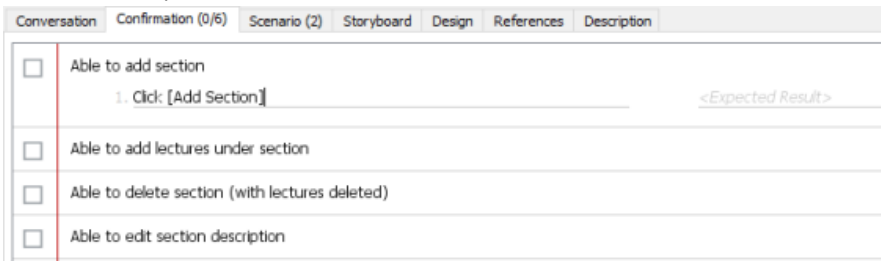 Conversation Confirmation (0/6) Scenario (2) Storyboard Design References Description
Able to add section
1. Click [Add Section]
<Expected Result>
Able to add lectures under section
Able to delete section (with lectures deleted)
Able to edit section description